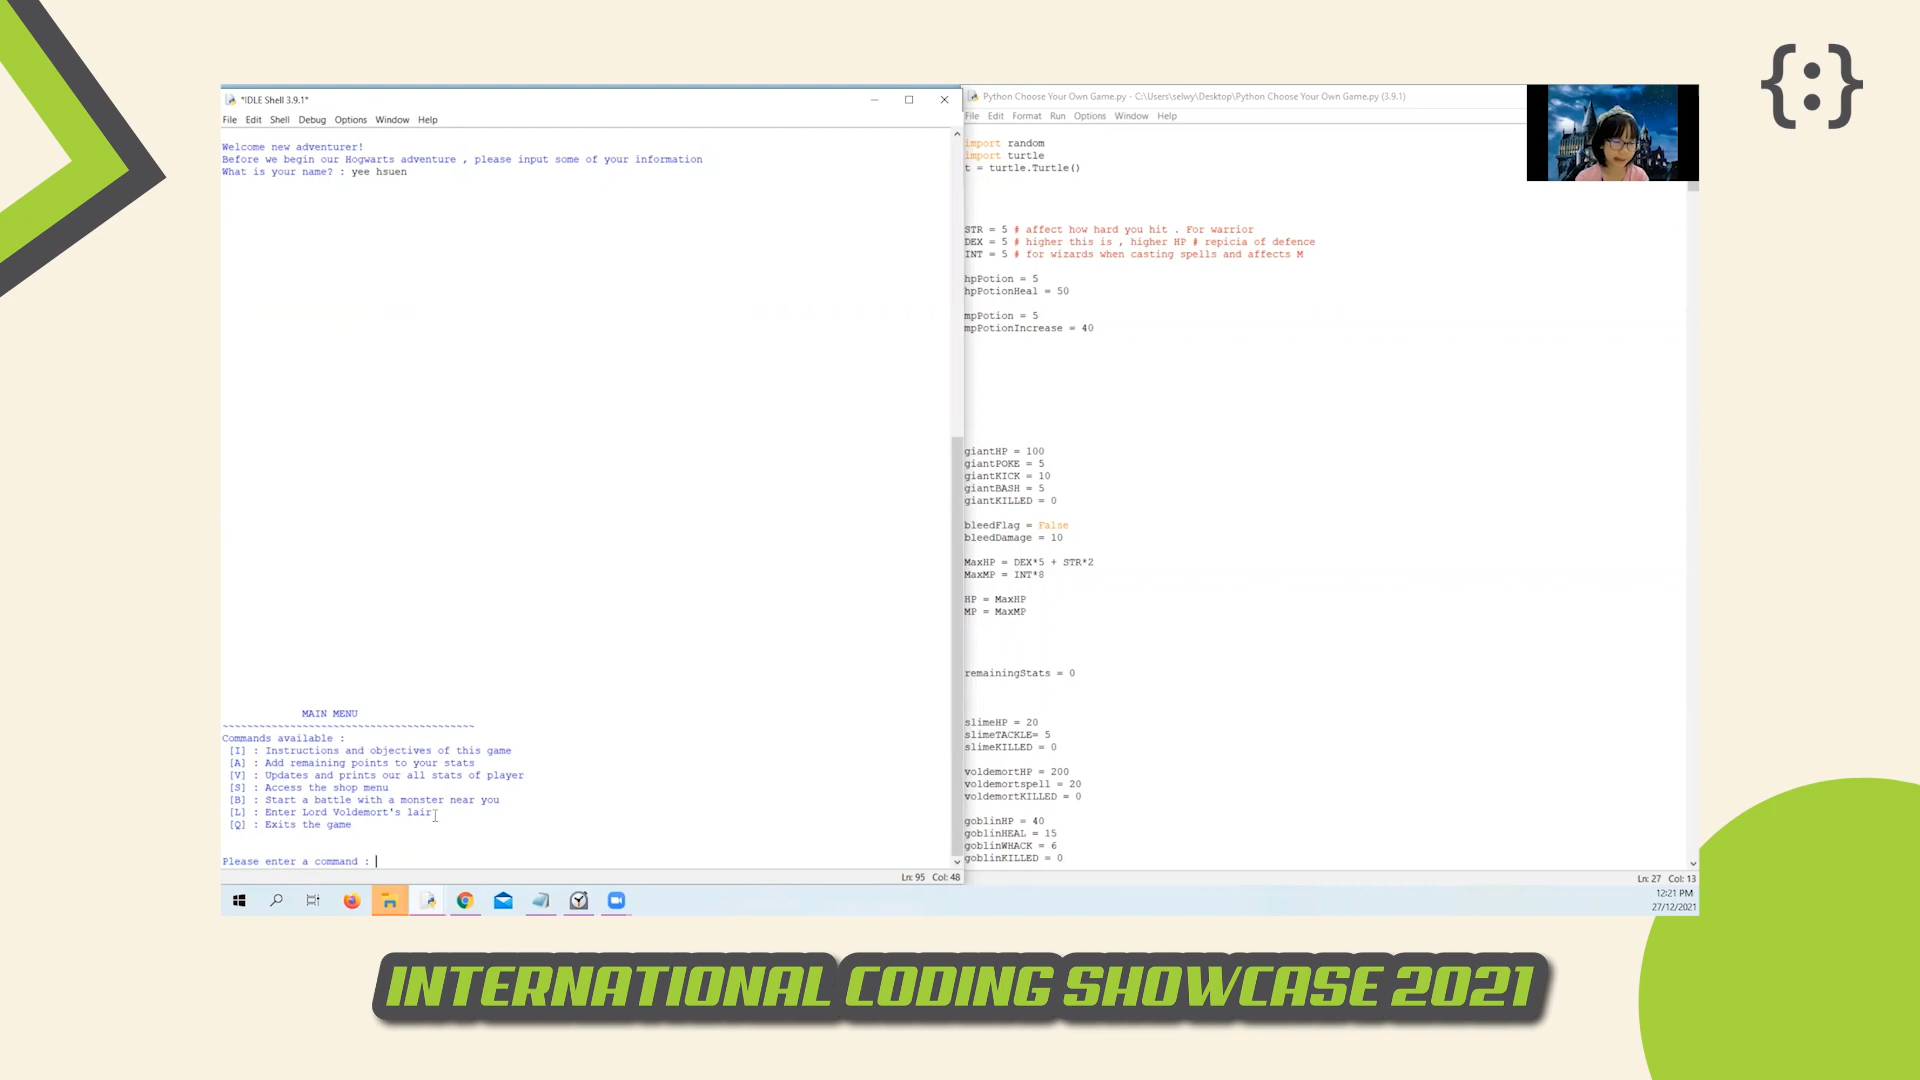 *IDLE Shell 3.9.1*
File Edit Shell Debug Options Window Help
Welcome new adventurer!
Before we begin our Hogwarts adventure , please input some of your information
What is your name? : yee hsuen
MAIN MENU
~~~~~~~~~~~~~~~~~~~~~~~~~~~~~~~~~~~~~~~~~
Commands available :
[I] : Instructions and objectives of this game
[A] : Add remaining points to your stats
[V] : Updates and prints our all stats of player
[S] : Access the shop menu
[B] : Start a battle with a monster near you
[L] : Enter Lord Voldemort's lair
[Q] : Exits the game
Please enter a command :
Ln: 95 Col: 48
Python Choose Your Own Game.py - C:\Users\selwy\Desktop\Python Choose Your Own Game.py (3.9.1)
File Edit Format Run Options Window Help
import random
import turtle
t = turtle.Turtle()
STR = 5 # affect how hard you hit . For warrior
DEX = 5 # higher this is , higher HP # repicia of defence
INT = 5 # for wizards when casting spells and affects M
hpPotion = 5
hpPotionHeal = 50
mpPotion = 5
mpPotionIncrease = 40
giantHP = 100
giantPOKE = 5
giantKICK = 10
giantBASH = 5
giantKILLED = 0
bleedFlag = False
bleedDamage = 10
MaxHP = DEX*5 + STR*2
MaxMP = INT*8
HP = MaxHP
MP = MaxMP
remainingStats = 0
slimeHP = 20
slimeTACKLE= 5
slimeKILLED = 0
voldemortHP = 200
voldemortspell = 20
voldemortKILLED = 0
goblinHP = 40
goblinHEAL = 15
goblinWHACK = 6
goblinKILLED = 0
Ln: 27 Col: 13
12:21 PM
27/12/2021
{:}
INTERNATIONAL CODING SHOWCASE 2021